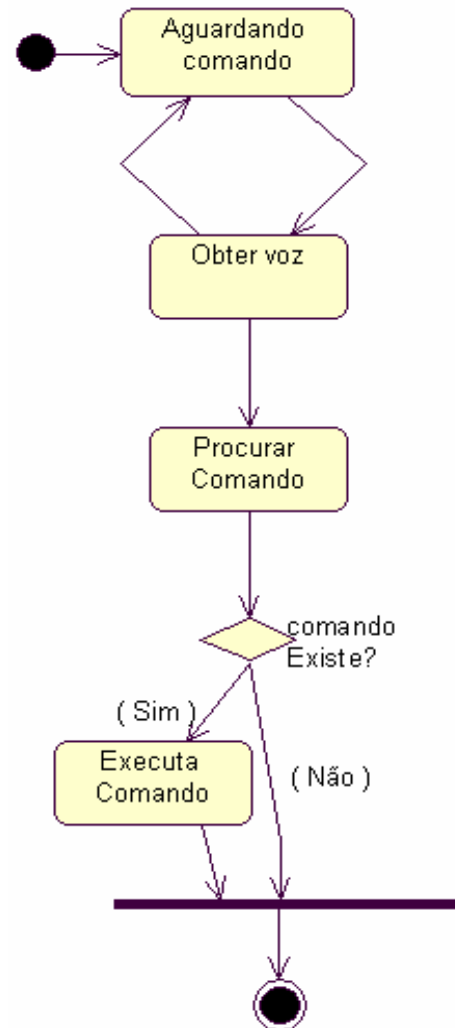 Aguardando
comando
Obter voz
Procurar
Comando
comando
Existe?
( Sim )
Executa
Comando
( Não )